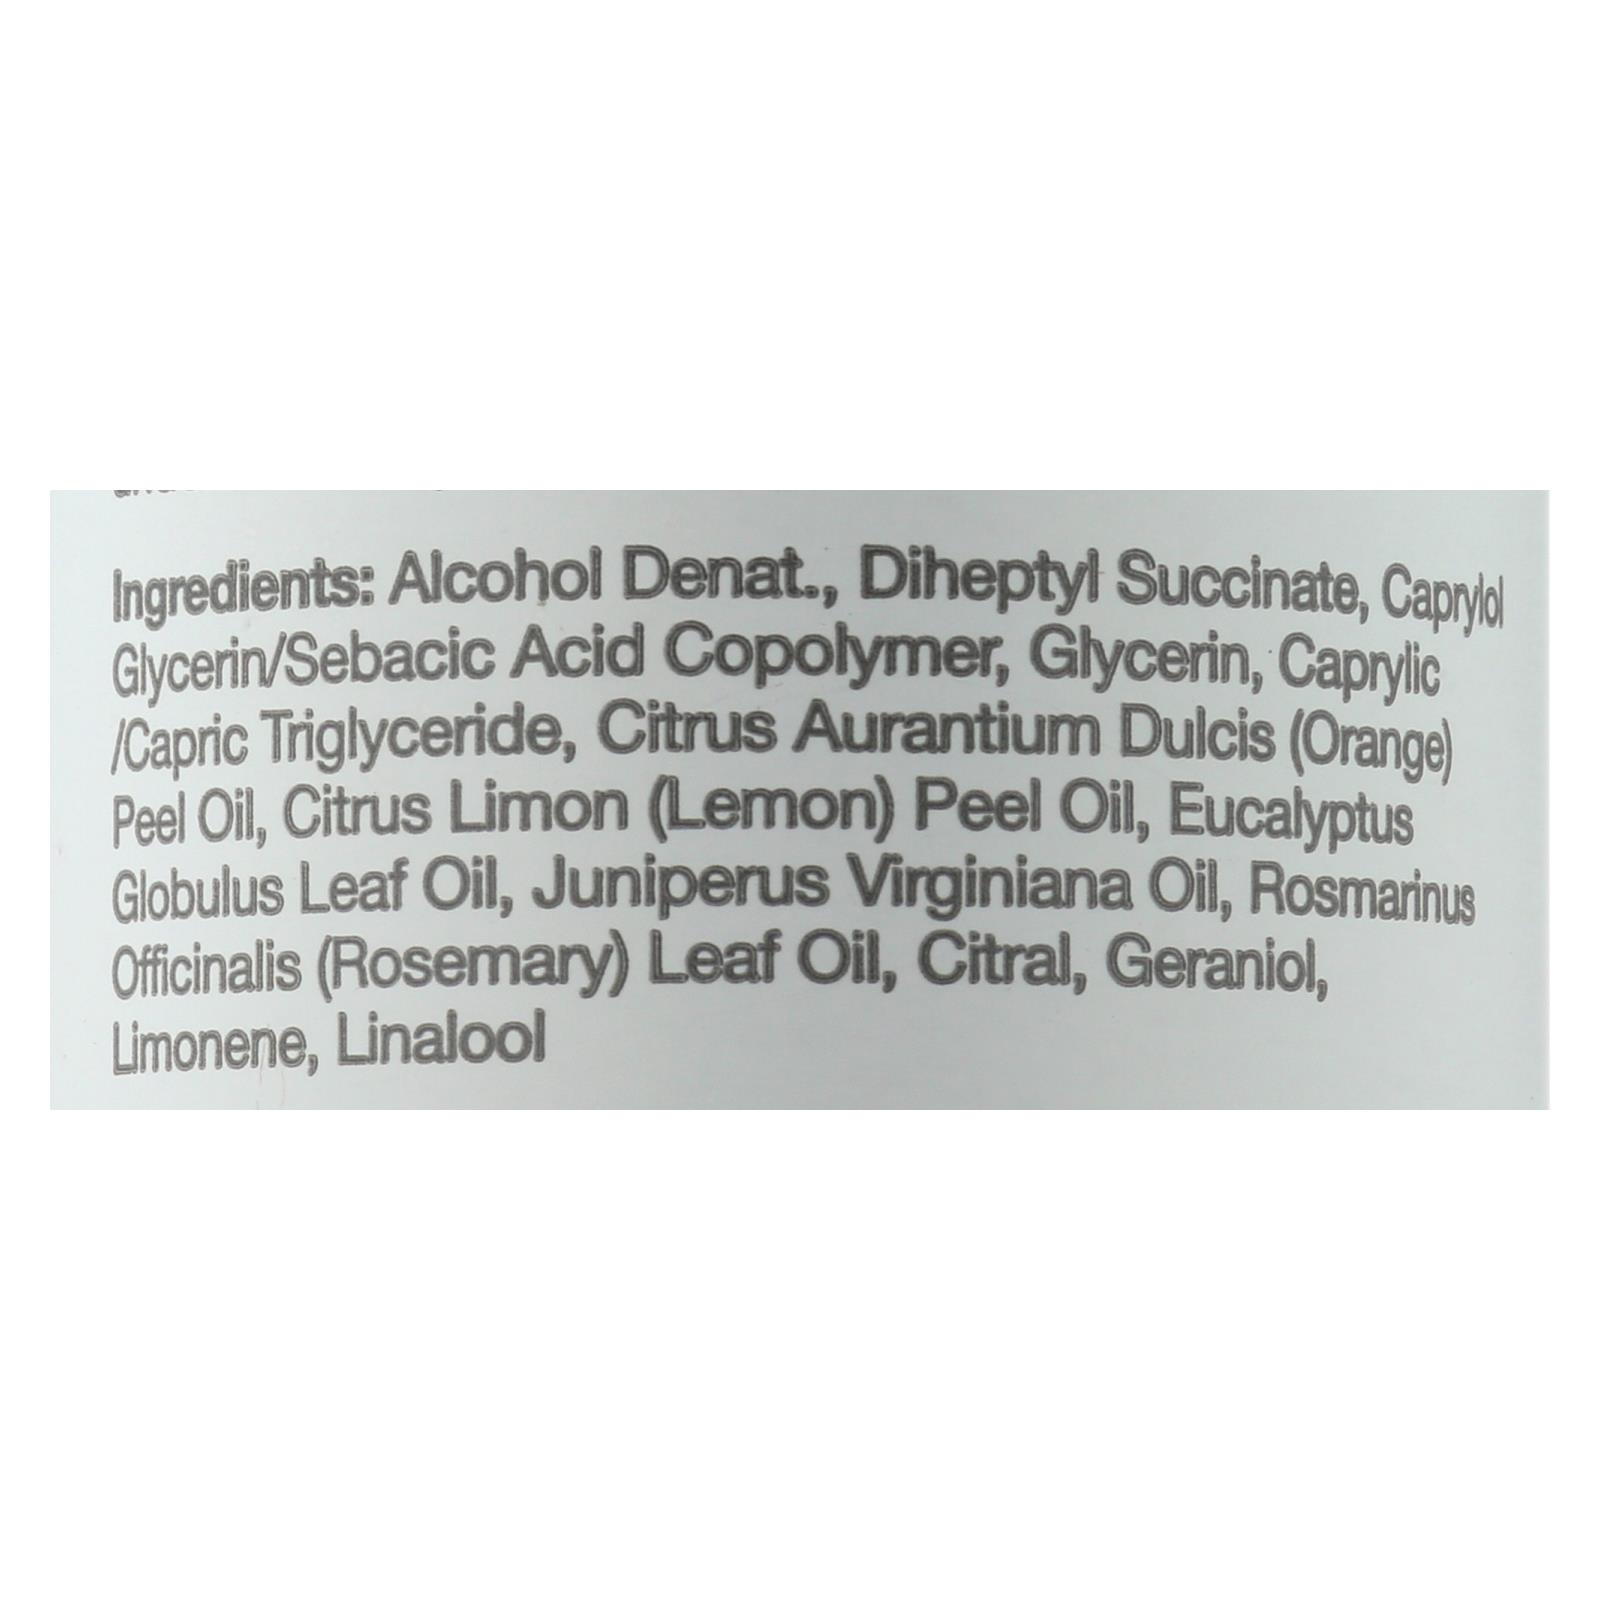 Ingredients: Alcohol Denat., Diheptyl Succinate, Caprylol
Glycerin/Sebacic Acid Copolymer, Glycerin, Caprylic
/Capric Triglyceride, Citrus Aurantium Dulcis (Orange)
Peel Oil, Citrus Limon (Lemon) Peel Oil, Eucalyptus
Globulus Leaf Oil, Juniperus Virginiana Oil, Rosmarinus
Officinalis (Rosemary) Leaf Oil, Citral, Geraniol,
Limonene, Linalool